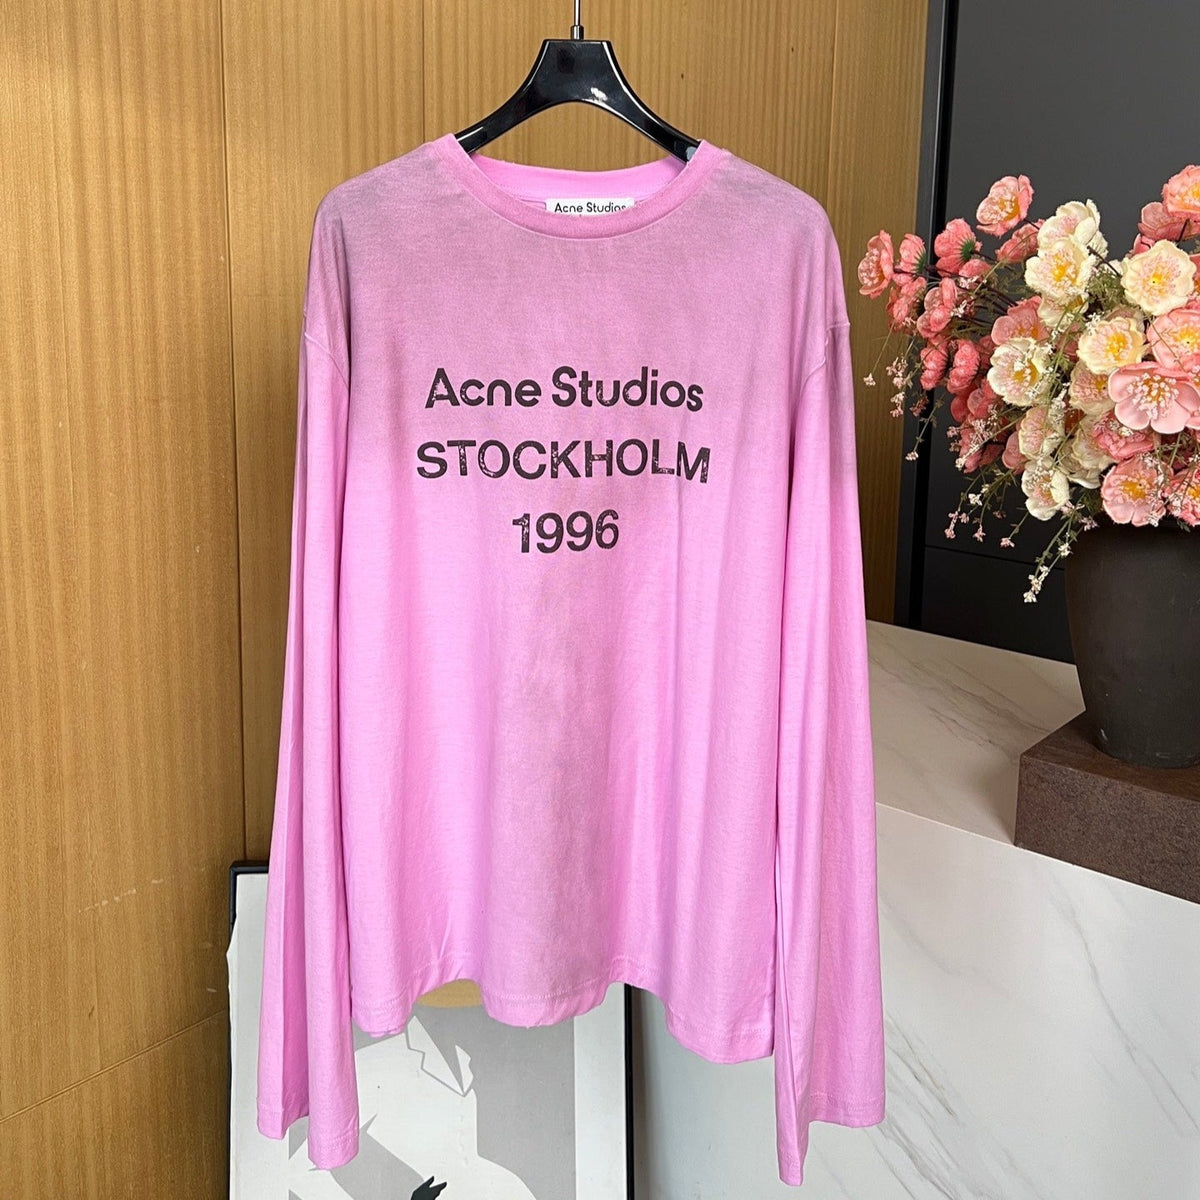 Acne Studios
Acne Studios
STOCKHOLM
1996